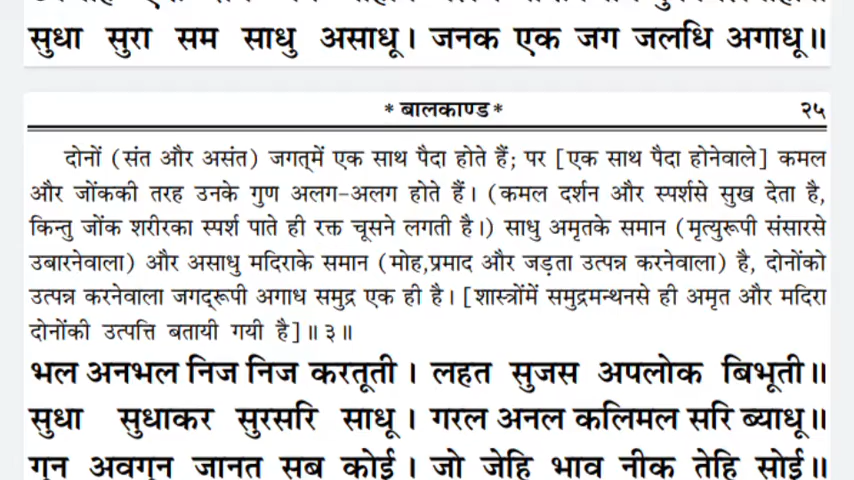 सुधा सुरा सम साधु असाधू। जनक एक जग जलधि अगाधू॥
* बालकाण्ड * २५
दोनों (संत और असंत) जगत्‌में एक साथ पैदा होते हैं; पर [एक साथ पैदा होनेवाले] कमल
और जोंककी तरह उनके गुण अलग-अलग होते हैं। (कमल दर्शन और स्पर्शसे सुख देता है,
किन्तु जोंक शरीरका स्पर्श पाते ही रक्त चूसने लगती है।) साधु अमृतके समान (मृत्युरूपी संसारसे
उबारनेवाला) और असाधु मदिराके समान (मोह,प्रमाद और जड़ता उत्पन्न करनेवाला) है, दोनोंको
उत्पन्न करनेवाला जगद्‌रूपी अगाध समुद्र एक ही है। [शास्त्रोंमें समुद्रमन्थनसे ही अमृत और मदिरा
दोनोंकी उत्पत्ति बतायी गयी है]॥३॥
भल अनभल निज निज करतूती। लहत सुजस अपलोक बिभूती॥
सुधा सुधाकर सुरसरि साधू। गरल अनल कलिमल सरि ब्याधू॥
गुन अवगुन जानत सब कोई। जो जेहि भाव नीक तेहि सोई॥